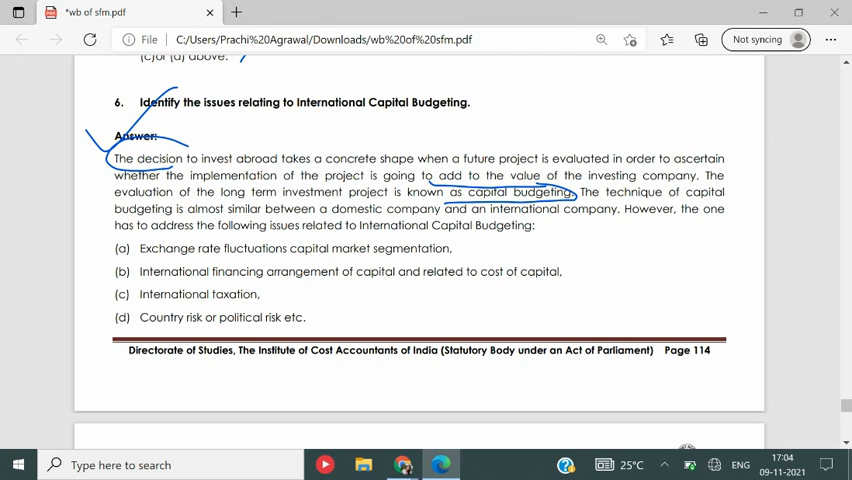 *wb of sfm.pdf
File
C:/Users/Prachi%20Agrawal/Downloads/wb%20of%20sfm.pdf
Not syncing
(c)or (d) above.
6. Identify the issues relating to International Capital Budgeting.
Answer:
The decision to invest abroad takes a concrete shape when a future project is evaluated in order to ascertain
whether the implementation of the project is going to add to the value of the investing company. The
evaluation of the long term investment project is known as capital budgeting. The technique of capital
budgeting is almost similar between a domestic company and an international company. However, the one
has to address the following issues related to International Capital Budgeting:
(a) Exchange rate fluctuations capital market segmentation,
(b) International financing arrangement of capital and related to cost of capital,
(c) International taxation,
(d) Country risk or political risk etc.
Directorate of Studies, The Institute of Cost Accountants of India (Statutory Body under an Act of Parliament) Page 114
Type here to search
25°C
ENG
17:04
09-11-2021